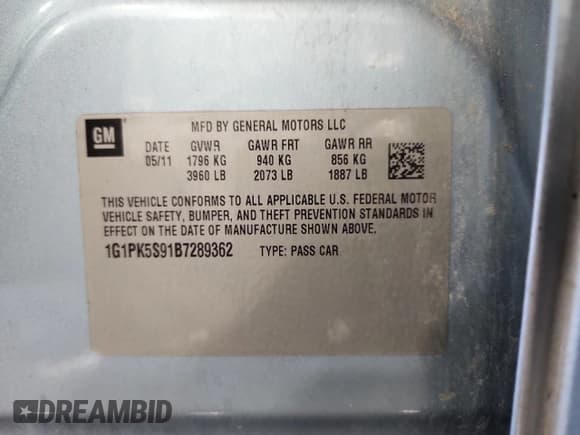 GM
MFD BY GENERAL MOTORS LLC
DATE GVWR GAWR FRT GAWR RR
05/11 1796 KG 940 KG 856 KG
3960 LB 2073 LB 1887 LB
THIS VEHICLE CONFORMS TO ALL APPLICABLE U.S. FEDERAL MOTOR
VEHICLE SAFETY, BUMPER, AND THEFT PREVENTION STANDARDS IN
EFFECT ON THE DATE OF MANUFACTURE SHOWN ABOVE.
1G1PK5S91B7289362 TYPE: PASS CAR
DREAMBID